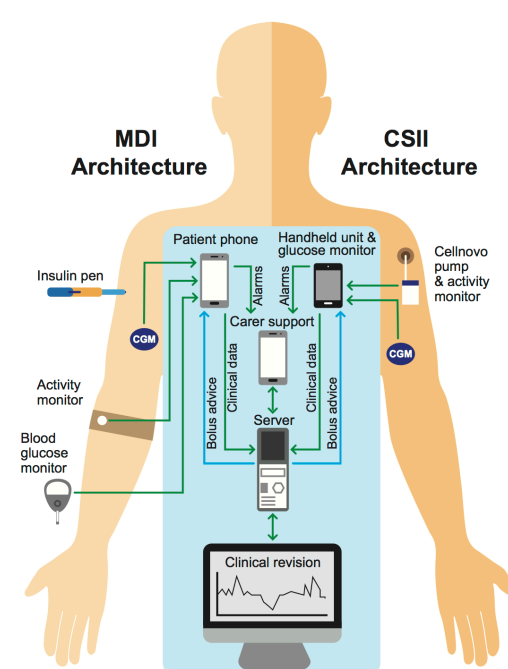 MDI
Architecture
CSII
Architecture
Patient phone
Handheld unit &
glucose monitor
Cellnovo
pump
& activity
monitor
Insulin pen
Alarms
Alarms
Carer support
CGM
CGM
Activity
monitor
Bolus advice
Clinical data
Clinical data
Bolus advice
Server
Blood
glucose
monitor
Clinical revision